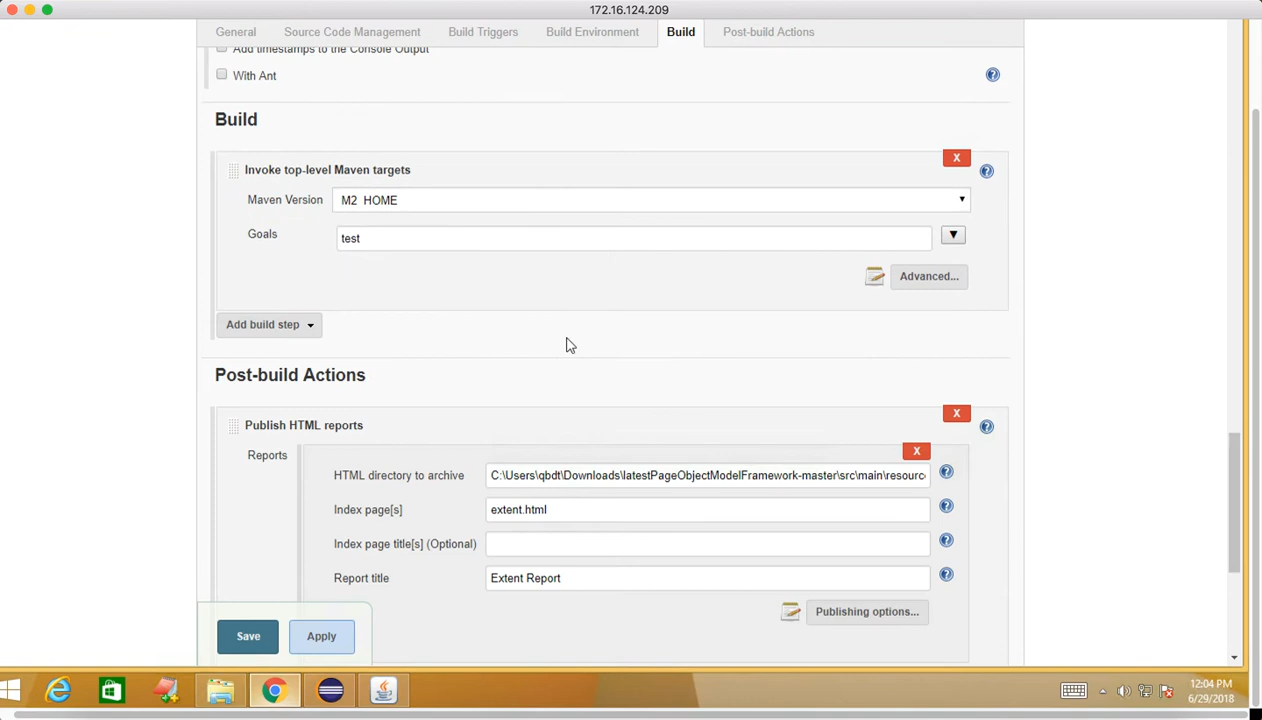 172.16.124.209
General Source Code Management Build Triggers Build Environment Build Post-build Actions
Add timestamps to the Console Output
With Ant
Build
X
Invoke top-level Maven targets
Maven Version M2 HOME
Goals test
Advanced...
Add build step
Post-build Actions
X
Publish HTML reports
Reports X
HTML directory to archive C:\Users\qbdt\Downloads\latestPageObjectModelFramework-master\src\main\resourc
Index page[s] extent.html
Index page title[s] (Optional)
Report title Extent Report
Publishing options...
Save Apply
12:04 PM
6/29/2018